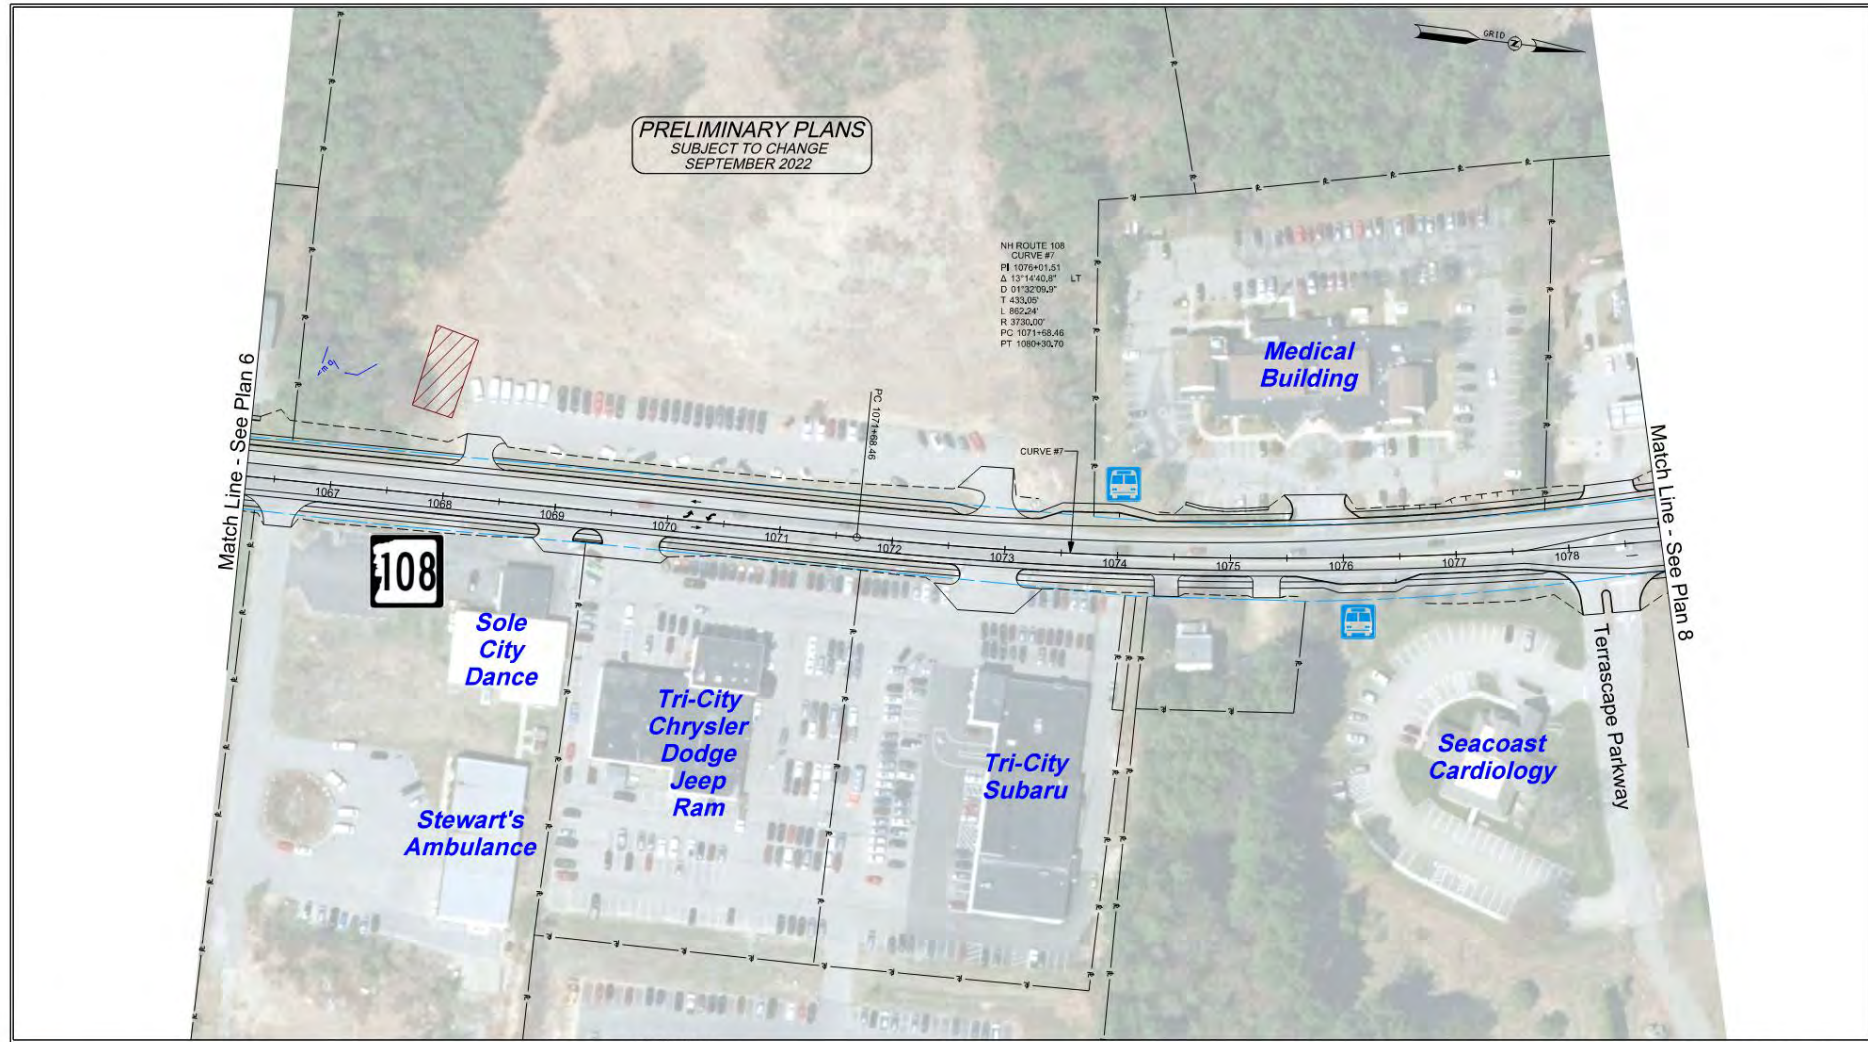 GRID
N
PRELIMINARY PLANS
SUBJECT TO CHANGE
SEPTEMBER 2022
NH ROUTE 108
CURVE #7
PI 1076+01.51
Δ 13°14'40.8" LT
D 01°32'09.9"
T 433.05'
L 862.24'
R 3730.00'
PC 1071+68.46
PT 1080+30.70
Medical
Building
Match Line - See Plan 6
PC 1071+68.46
CURVE #7
Match Line - See Plan 8
1067
1068
1069
1070
1071
1072
1073
1074
1075
1076
1077
1078
108
Sole
City
Dance
Tri-City
Chrysler
Dodge
Jeep
Ram
Tri-City
Subaru
Seacoast
Cardiology
Terrascape Parkway
Stewart's
Ambulance